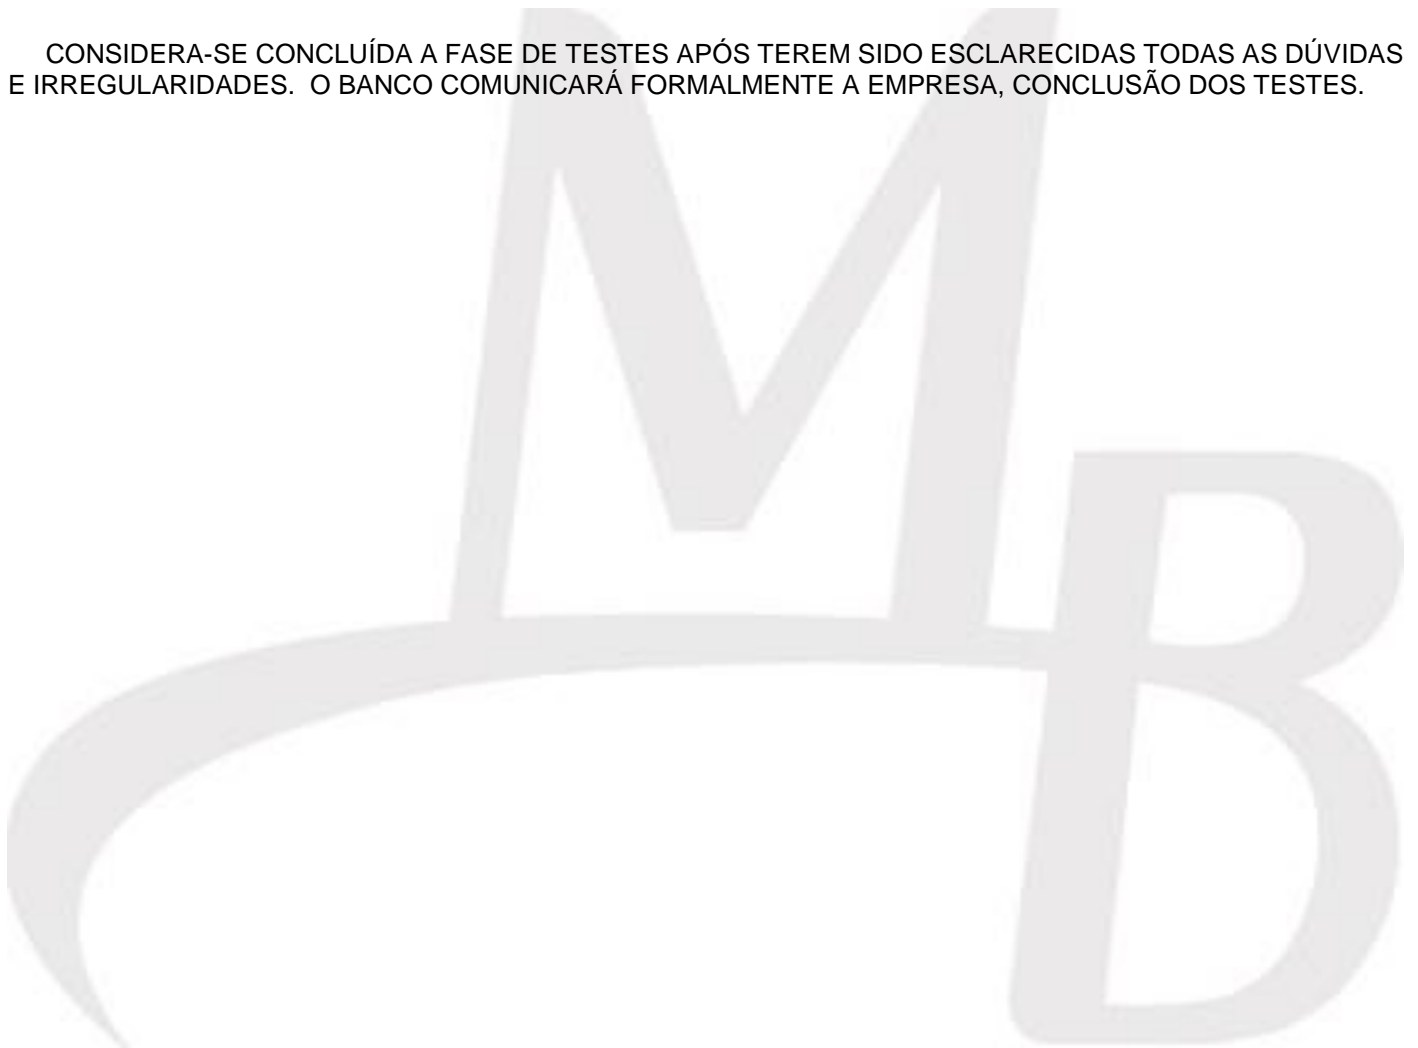 CONSIDERA-SE CONCLUÍDA A FASE DE TESTES APÓS TEREM SIDO ESCLARECIDAS TODAS AS DÚVIDAS
E IRREGULARIDADES.  O BANCO COMUNICARÁ FORMALMENTE A EMPRESA, CONCLUSÃO DOS TESTES.
MB